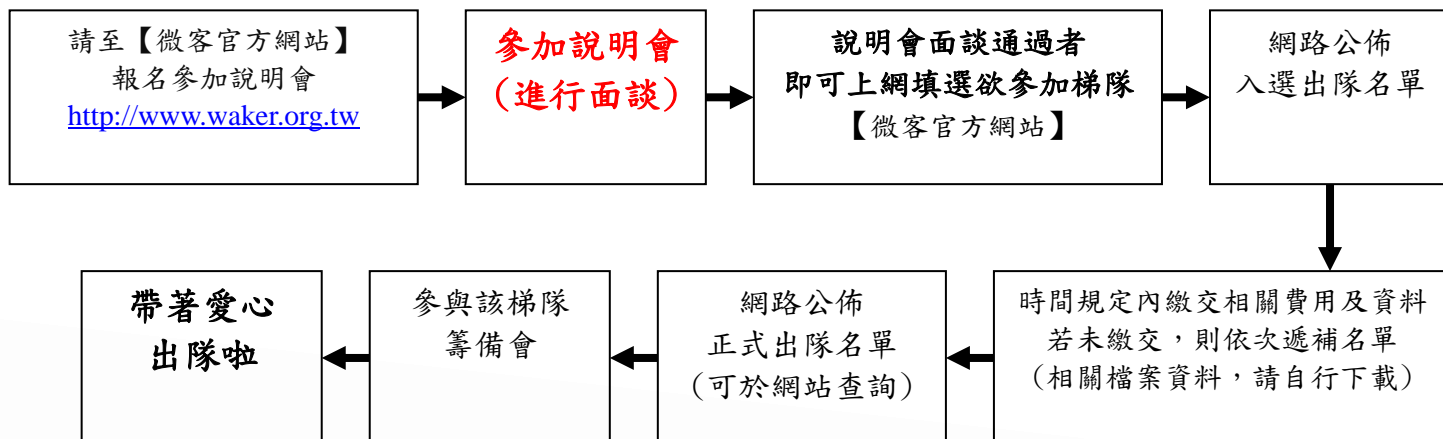 請至【微客官方網站】
報名參加說明會
http://www.waker.org.tw
參加說明會
(進行面談)
說明會面談通過者
即可上網填選欲參加梯隊
【微客官方網站】
網路公佈
入選出隊名單
時間規定內繳交相關費用及資料
若未繳交，則依次遞補名單
(相關檔案資料，請自行下載)
網路公佈
正式出隊名單
(可於網站查詢)
參與該梯隊
籌備會
帶著愛心
出隊啦